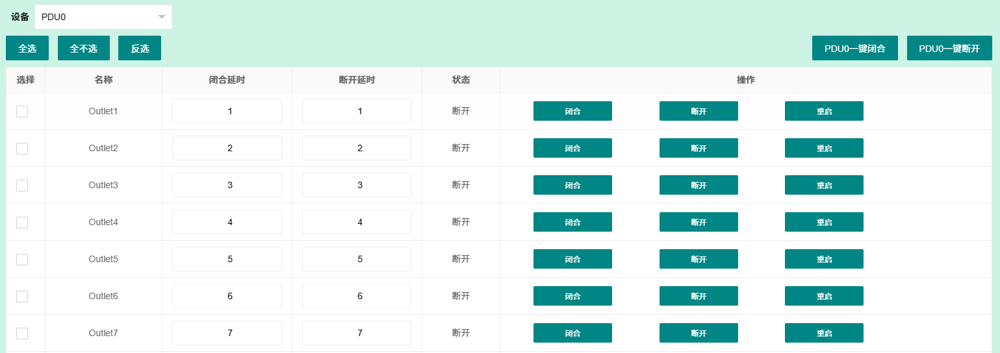 设备 PDU0
全选 全不选 反选 PDU0一键闭合 PDU0一键断开
选择 名称 闭合延时 断开延时 状态 操作
Outlet1 1 1 断开 闭合 断开 重启
Outlet2 2 2 断开 闭合 断开 重启
Outlet3 3 3 断开 闭合 断开 重启
Outlet4 4 4 断开 闭合 断开 重启
Outlet5 5 5 断开 闭合 断开 重启
Outlet6 6 6 断开 闭合 断开 重启
Outlet7 7 7 断开 闭合 断开 重启